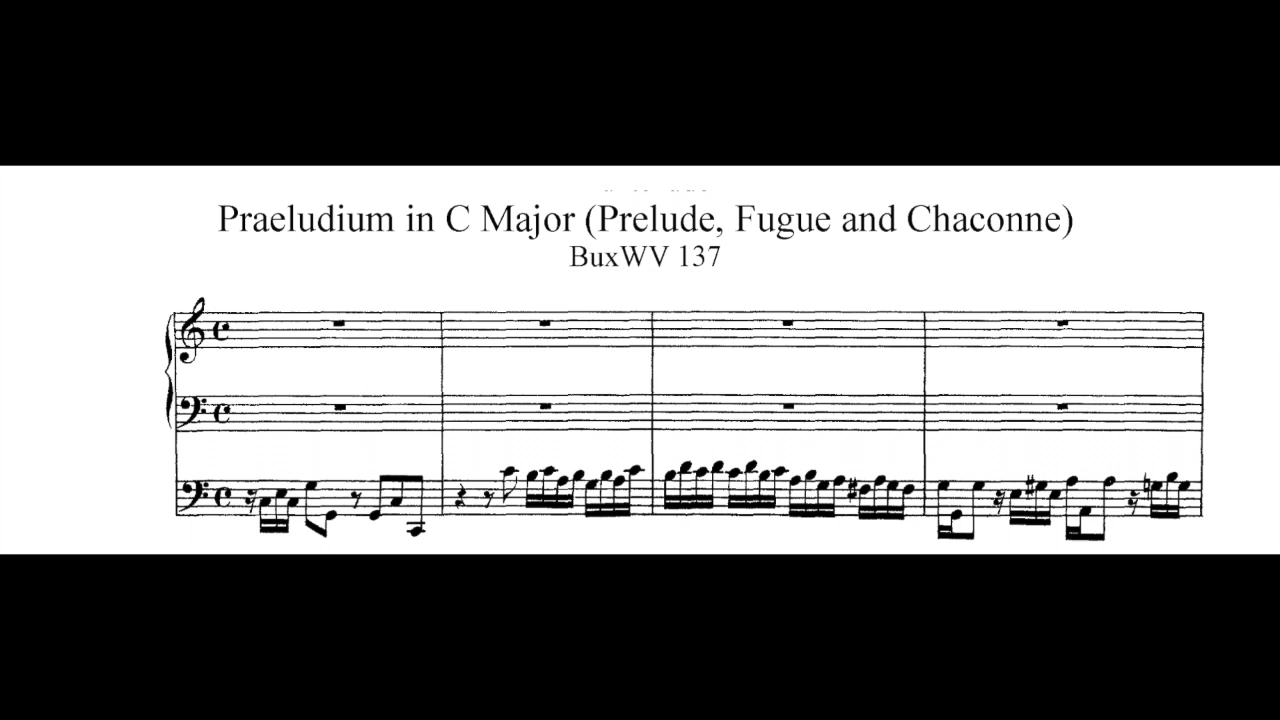 Praeludium in C Major (Prelude, Fugue and Chaconne)
BuxWV 137